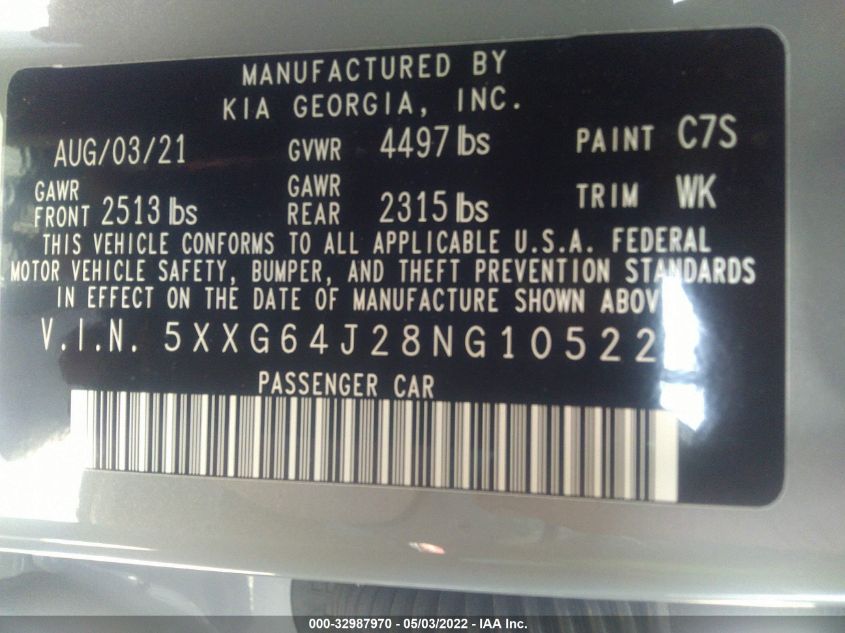 MANUFACTURED BY
KIA GEORGIA, INC.
AUG/03/21 GVWR 4497 lbs PAINT C7S
GAWR FRONT 2513 lbs GAWR REAR 2315 lbs TRIM WK
THIS VEHICLE CONFORMS TO ALL APPLICABLE U.S.A. FEDERAL
MOTOR VEHICLE SAFETY, BUMPER, AND THEFT PREVENTION STANDARDS
IN EFFECT ON THE DATE OF MANUFACTURE SHOWN ABOVE
V.I.N. 5XXG64J28NG10522
PASSENGER CAR
000-32987970 — 05/03/2022 — IAA Inc.